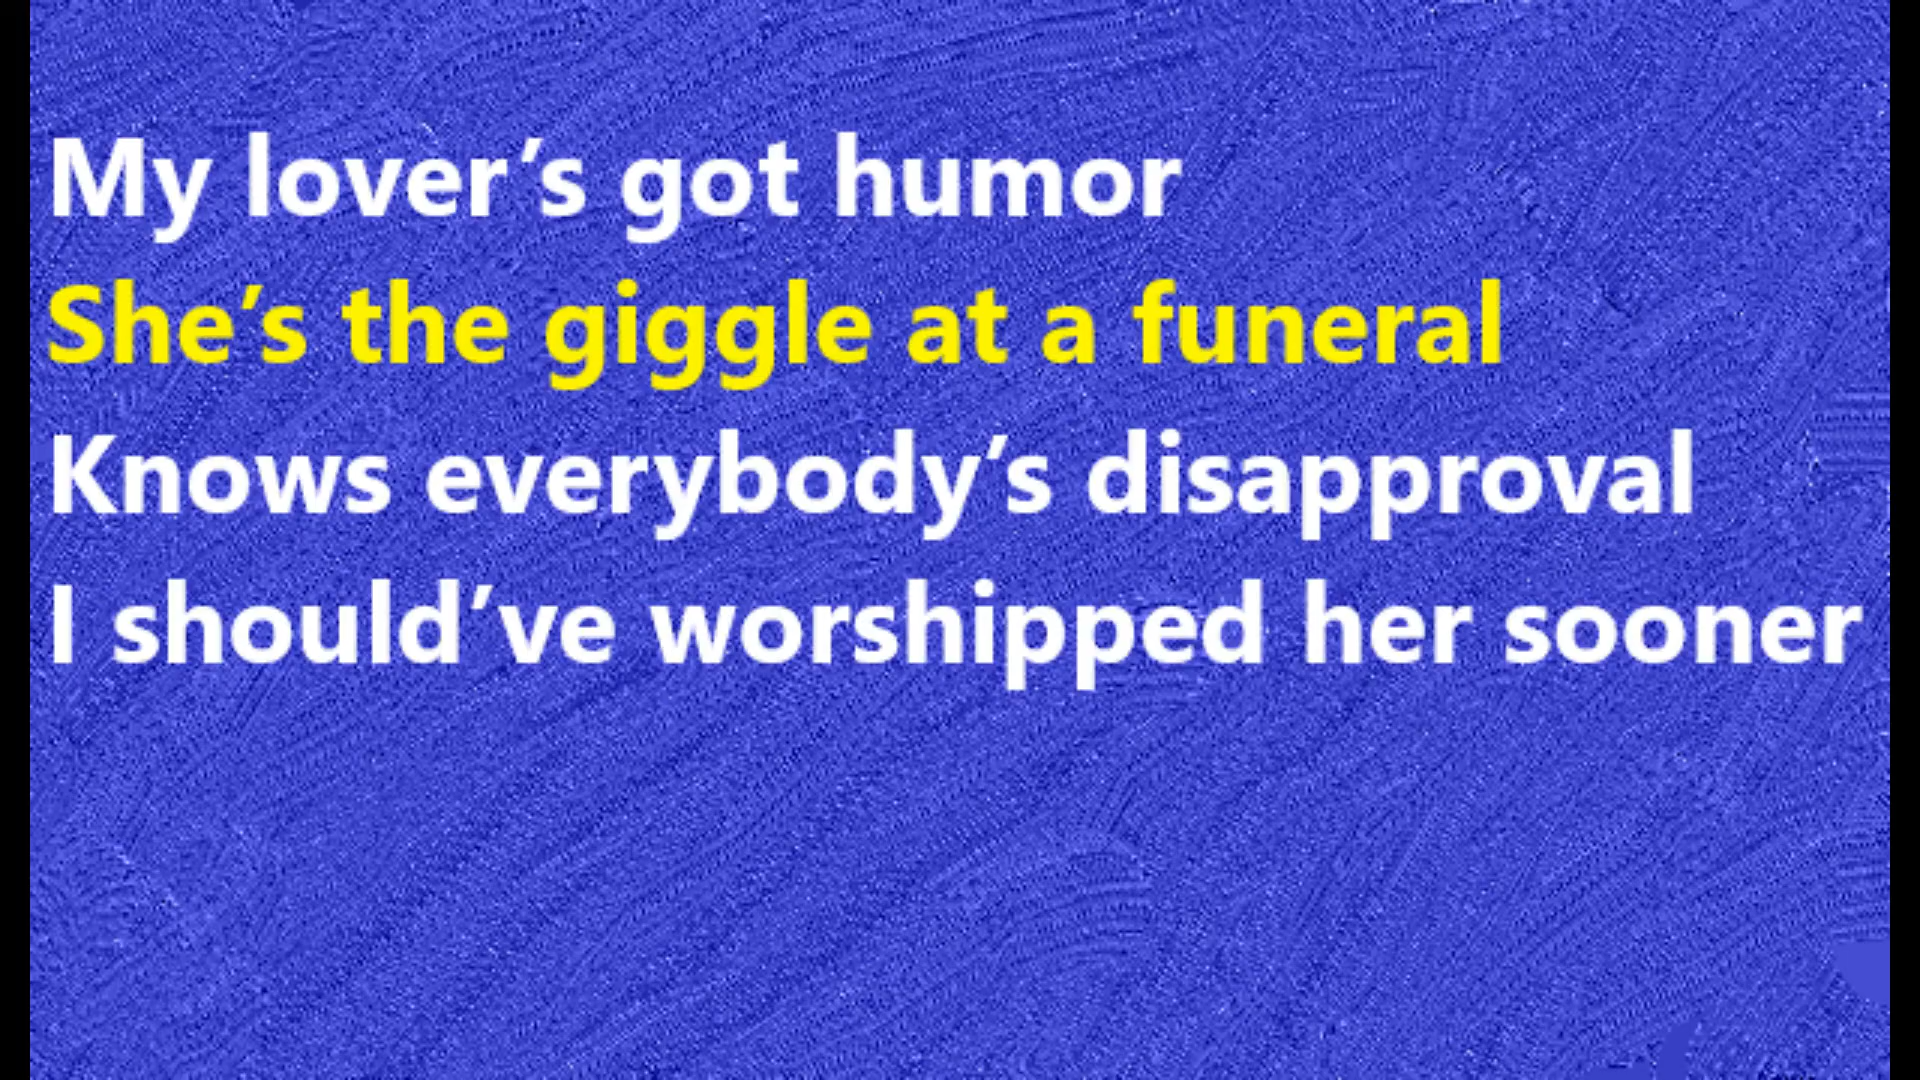 My lover’s got humor
She’s the giggle at a funeral
Knows everybody’s disapproval
I should’ve worshipped her sooner